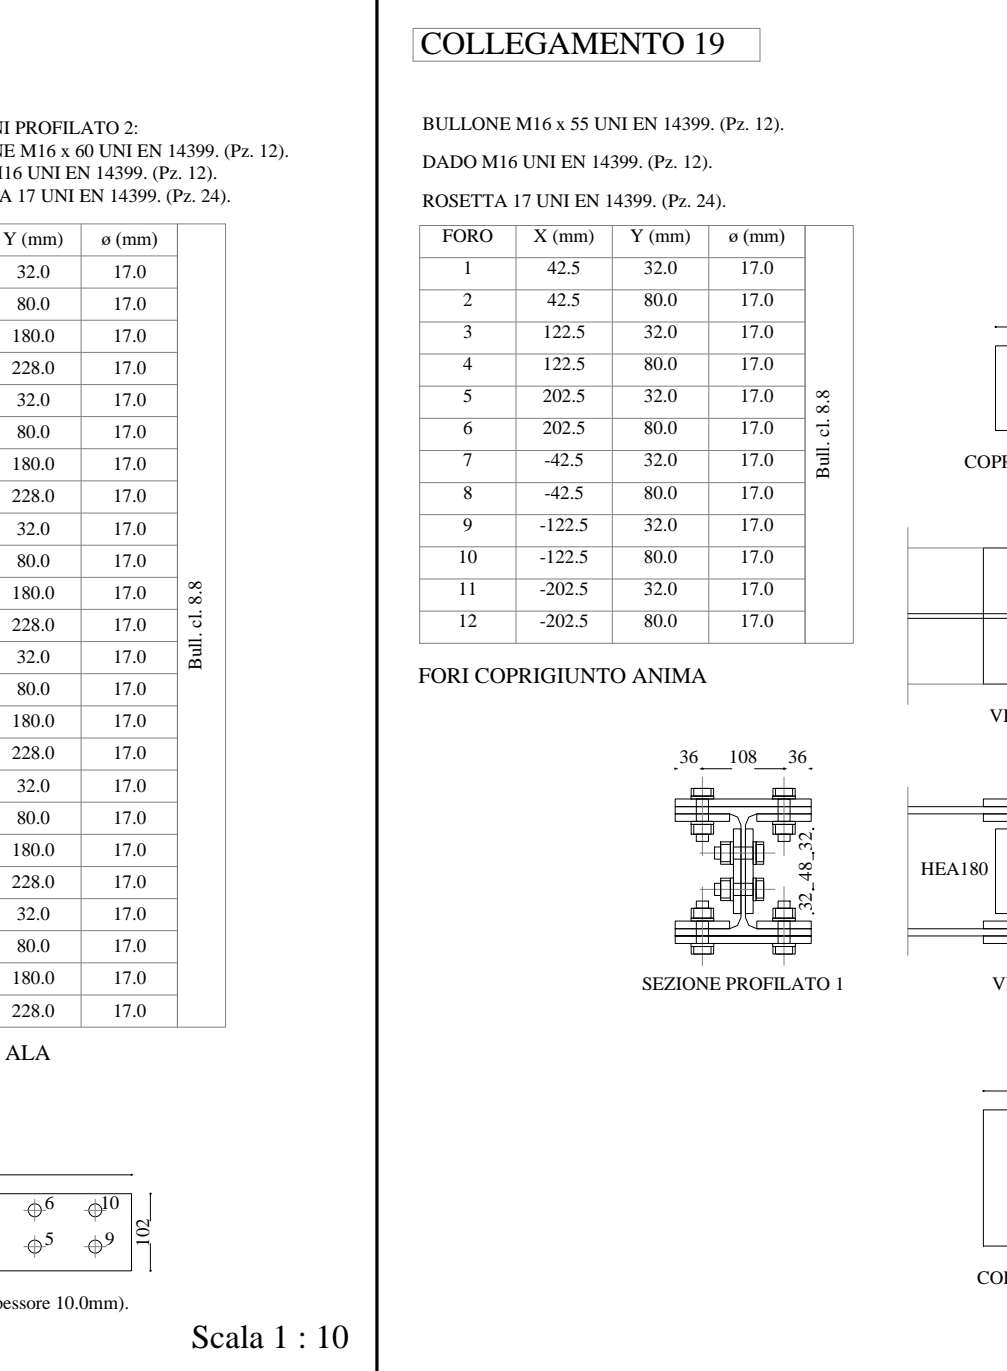 NI PROFILATO 2:
NE M16 x 60 UNI EN 14399. (Pz. 12).
M16 UNI EN 14399. (Pz. 12).
A 17 UNI EN 14399. (Pz. 24).
Y (mm) ø (mm)
32.0 17.0
80.0 17.0
180.0 17.0
228.0 17.0
32.0 17.0
80.0 17.0
180.0 17.0
228.0 17.0
32.0 17.0
80.0 17.0
180.0 17.0
228.0 17.0
32.0 17.0
80.0 17.0
180.0 17.0
228.0 17.0
32.0 17.0
80.0 17.0
180.0 17.0
228.0 17.0
32.0 17.0
80.0 17.0
180.0 17.0
228.0 17.0
Bull. cl. 8.8
ALA
6 10
5 9
102
pessore 10.0mm).
Scala 1 : 10
COLLEGAMENTO 19
BULLONE M16 x 55 UNI EN 14399. (Pz. 12).
DADO M16 UNI EN 14399. (Pz. 12).
ROSETTA 17 UNI EN 14399. (Pz. 24).
FORO X (mm) Y (mm) ø (mm)
1 42.5 32.0 17.0
2 42.5 80.0 17.0
3 122.5 32.0 17.0
4 122.5 80.0 17.0
5 202.5 32.0 17.0
6 202.5 80.0 17.0
7 -42.5 32.0 17.0
8 -42.5 80.0 17.0
9 -122.5 32.0 17.0
10 -122.5 80.0 17.0
11 -202.5 32.0 17.0
12 -202.5 80.0 17.0
Bull. cl. 8.8
FORI COPRIGIUNTO ANIMA
36 108 36
32 48 32
SEZIONE PROFILATO 1
COPR
VI
HEA180
VI